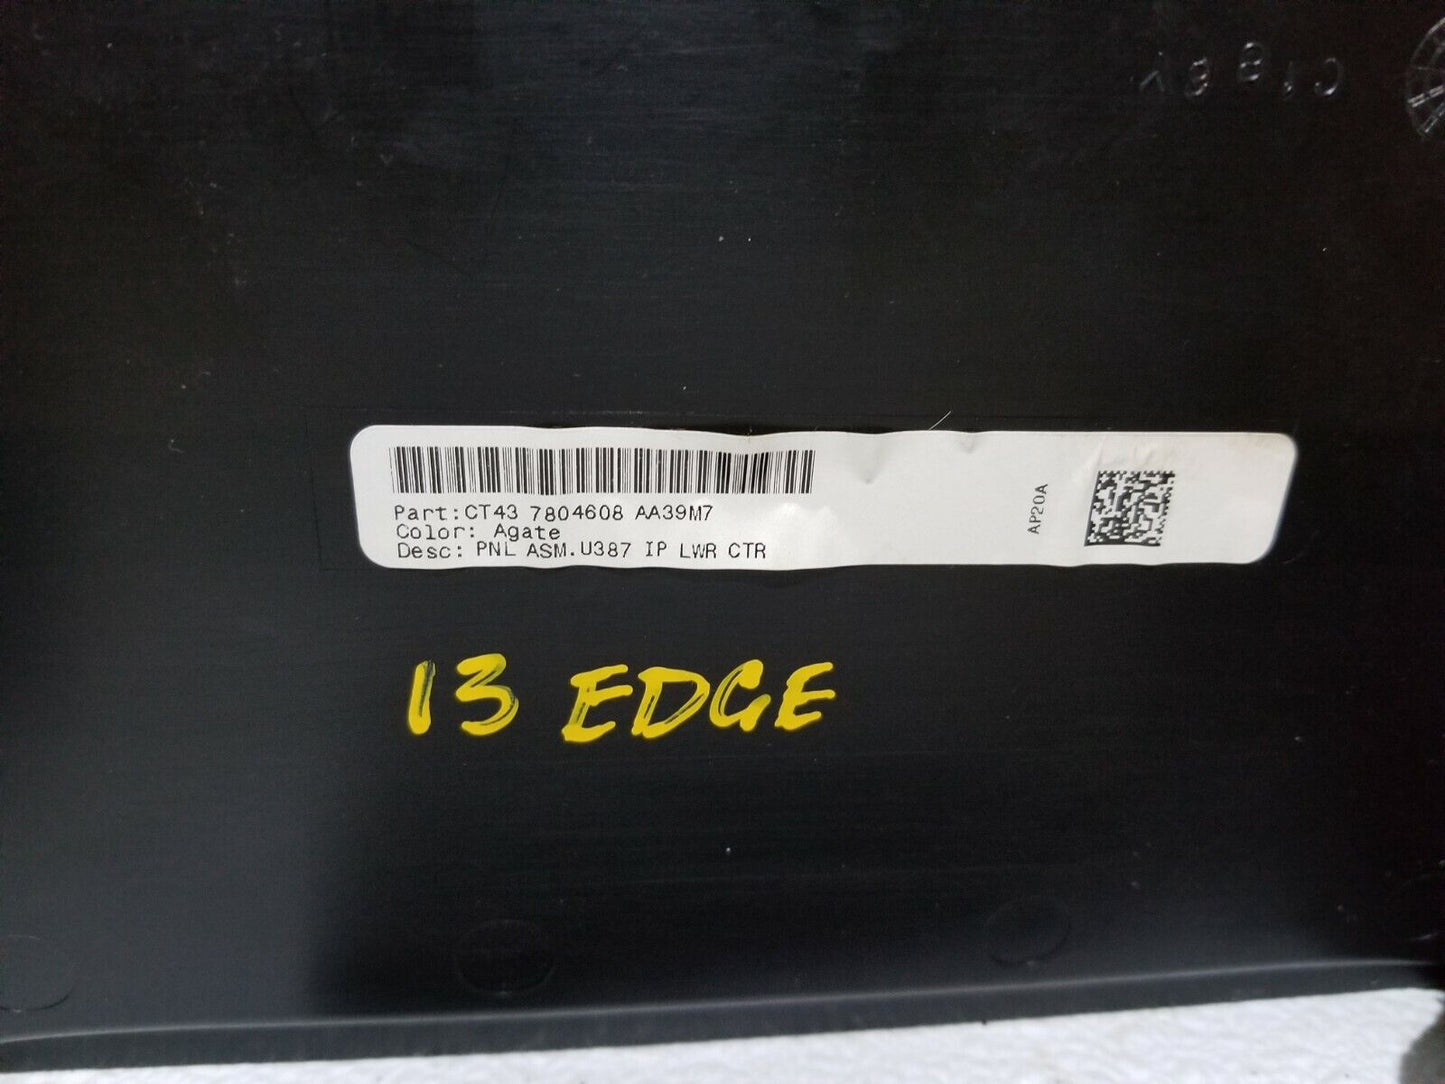 Part:CT43 7804608 AA39M7
Color: Agate
Desc: PNL ASM.U387 IP LWR CTR
AP20A
13 EDGE